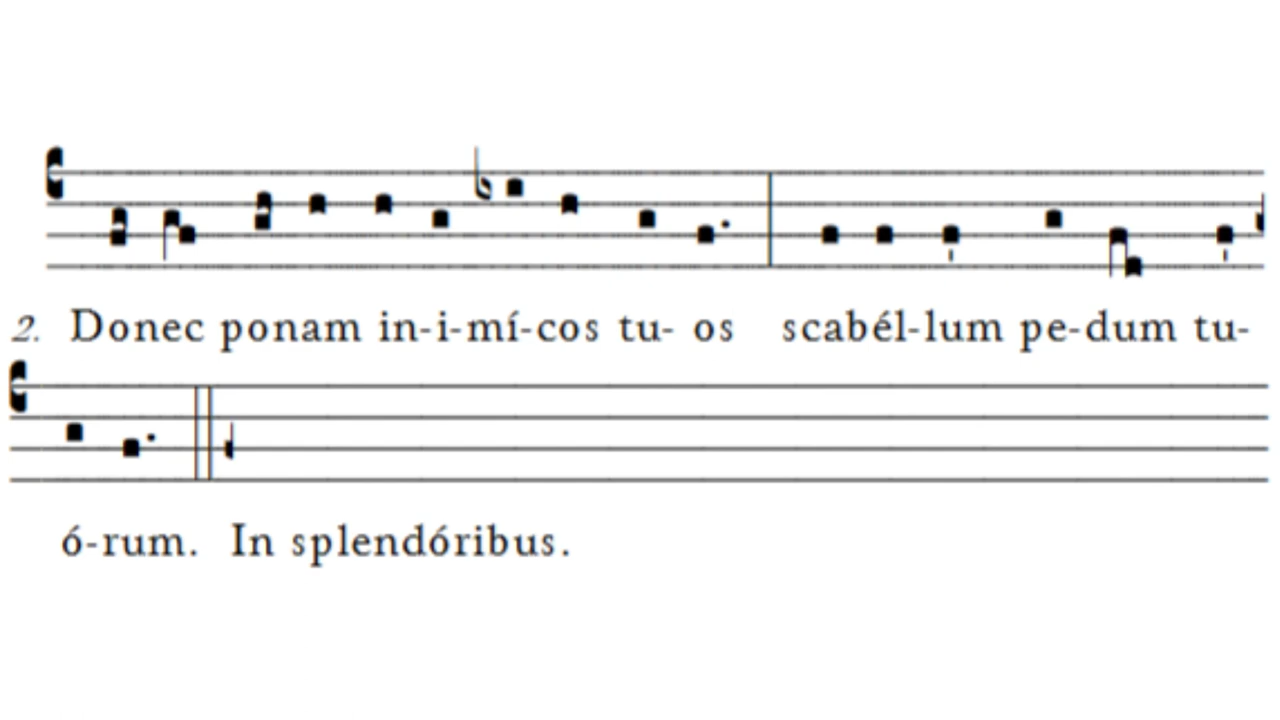 2. Donec ponam in-i-mí-cos tu- os scabél-lum pe-dum tu-
ó-rum. In splendóribus.